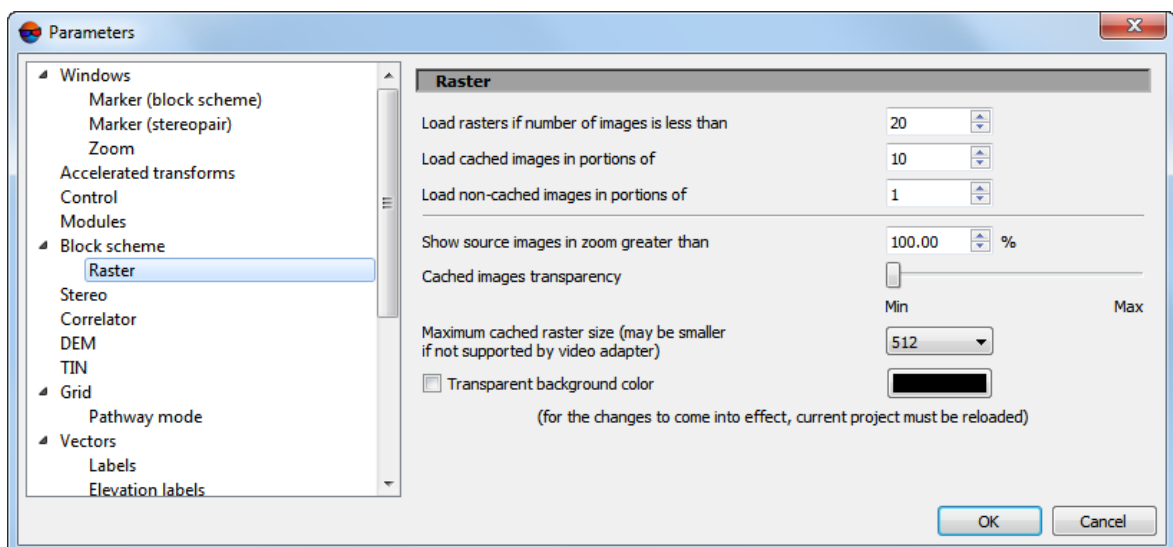 Parameters
Windows
Marker (block scheme)
Marker (stereopair)
Zoom
Accelerated transforms
Control
Modules
Block scheme
Raster
Stereo
Correlator
DEM
TIN
Grid
Pathway mode
Vectors
Labels
Elevation labels
Raster
Load rasters if number of images is less than 20
Load cached images in portions of 10
Load non-cached images in portions of 1
Show source images in zoom greater than 100.00 %
Cached images transparency
Min Max
Maximum cached raster size (may be smaller
if not supported by video adapter) 512
Transparent background color
(for the changes to come into effect, current project must be reloaded)
OK Cancel